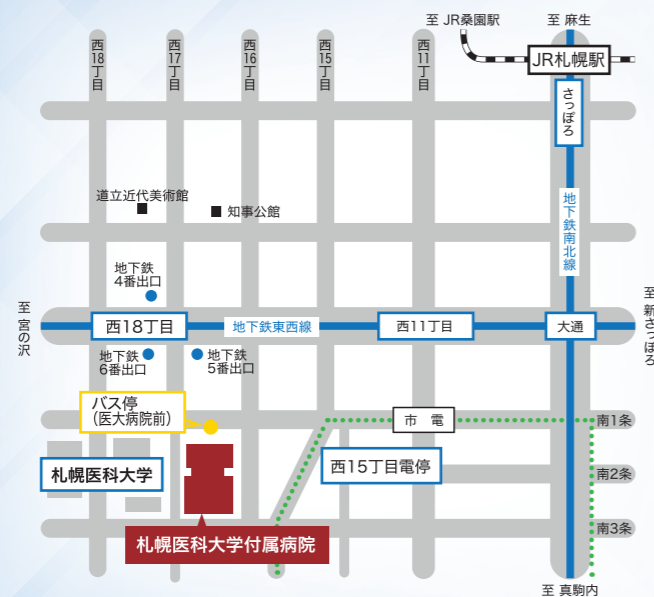 至 JR桑園駅
至 麻生
西18丁目
西17丁目
西16丁目
西15丁目
西11丁目
JR札幌駅
さっぽろ
道立近代美術館
知事公館
地下鉄南北線
地下鉄
4番出口
至 宮の沢
西18丁目
地下鉄東西線
西11丁目
大通
至 新さっぽろ
地下鉄
6番出口
地下鉄
5番出口
バス停
(医大病院前)
市 電
南1条
札幌医科大学
西15丁目電停
南2条
札幌医科大学付属病院
南3条
至 真駒内